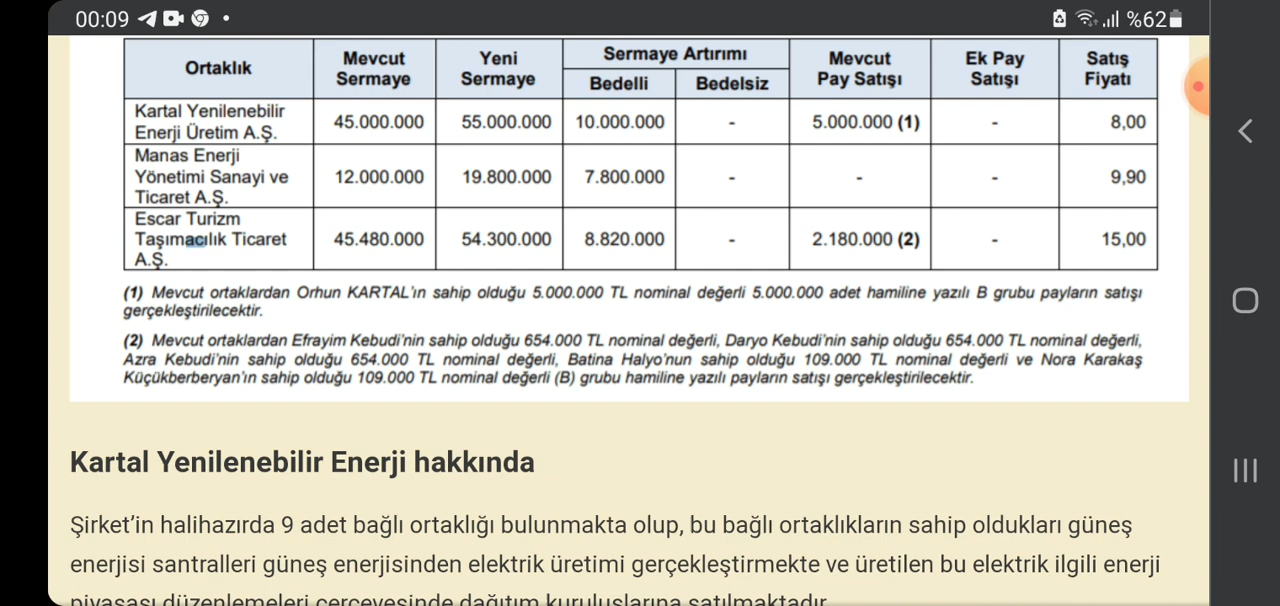 00:09 %62
Ortaklık Mevcut Sermaye Yeni Sermaye Sermaye Artırımı Bedelli Bedelsiz Mevcut Pay Satışı Ek Pay Satışı Satış Fiyatı
Kartal Yenilenebilir
Enerji Üretim A.Ş. 45.000.000 55.000.000 10.000.000 - 5.000.000 (1) - 8,00
Manas Enerji
Yönetimi Sanayi ve 12.000.000 19.800.000 7.800.000 - - - 9,90
Ticaret A.Ş.
Escar Turizm
Taşımacılık Ticaret 45.480.000 54.300.000 8.820.000 - 2.180.000 (2) - 15,00
A.Ş.
(1) Mevcut ortaklardan Orhun KARTAL'ın sahip olduğu 5.000.000 TL nominal değerli 5.000.000 adet hamiline yazılı B grubu payların satışı
gerçekleştirilecektir.
(2) Mevcut ortaklardan Efrayim Kebudi'nin sahip olduğu 654.000 TL nominal değerli, Daryo Kebudi'nin sahip olduğu 654.000 TL nominal değerli,
Azra Kebudi'nin sahip olduğu 654.000 TL nominal değerli, Batina Halyo'nun sahip olduğu 109.000 TL nominal değerli ve Nora Karakaş
Küçükberberyan'ın sahip olduğu 109.000 TL nominal değerli (B) grubu hamiline yazılı payların satışı gerçekleştirilecektir.
Kartal Yenilenebilir Enerji hakkında
Şirket'in halihazırda 9 adet bağlı ortaklığı bulunmakta olup, bu bağlı ortaklıkların sahip oldukları güneş
enerjisi santralleri güneş enerjisinden elektrik üretimi gerçekleştirmekte ve üretilen bu elektrik ilgili enerji
piyasası düzenlemeleri çerçevesinde dağıtım kuruluşlarına satılmaktadır.